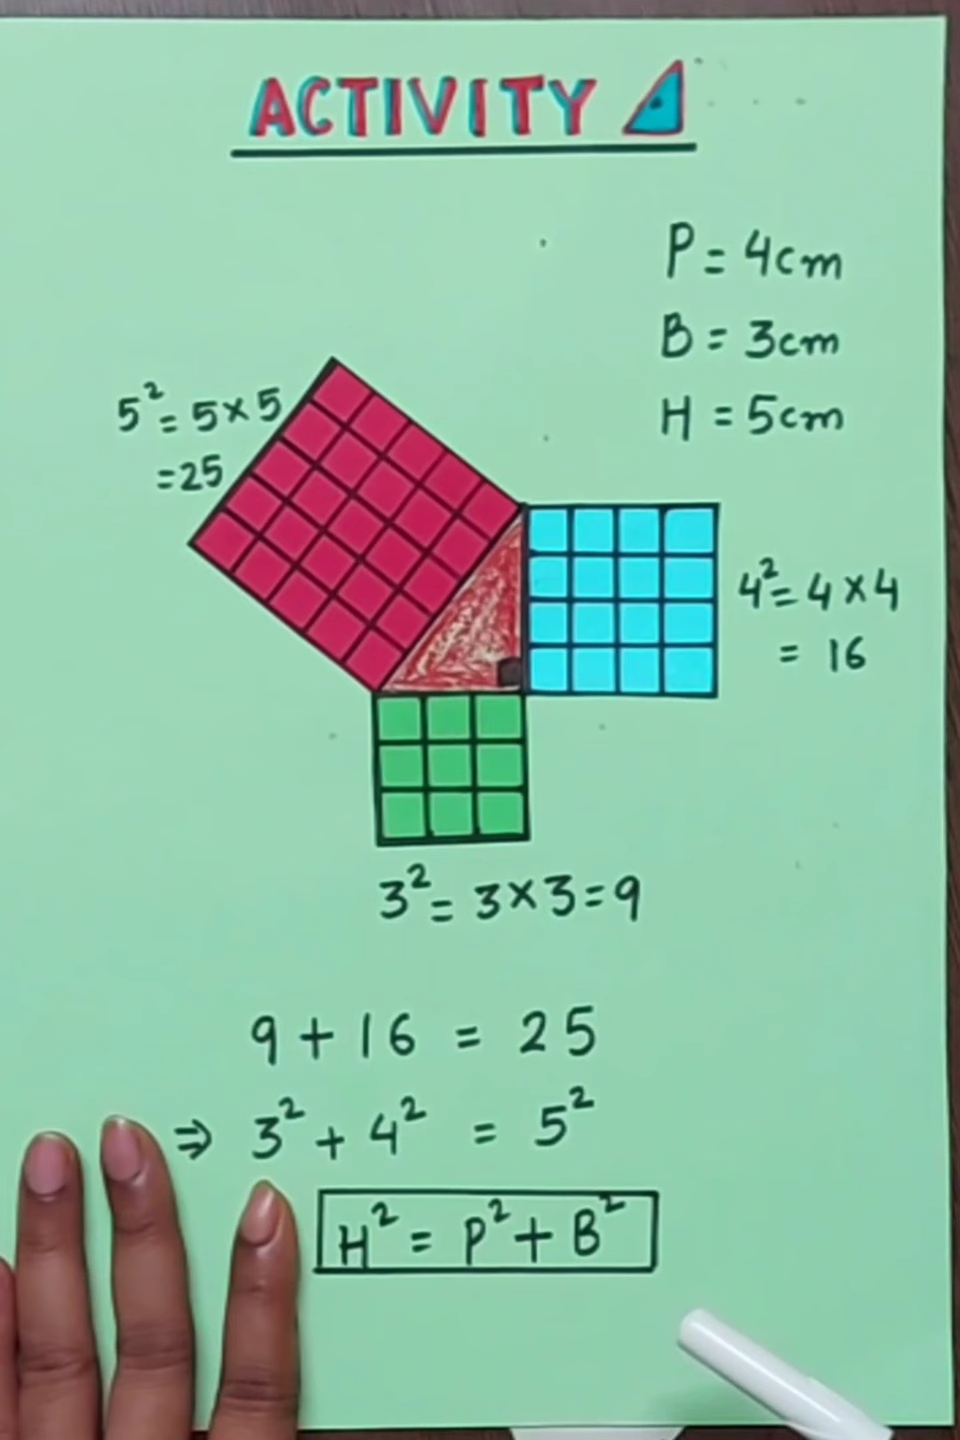 ACTIVITY
P = 4cm
B = 3cm
H = 5cm
5² = 5 × 5
= 25
4² = 4 × 4
= 16
3² = 3 × 3 = 9
9 + 16 = 25
⇒ 3² + 4² = 5²
H² = P² + B²